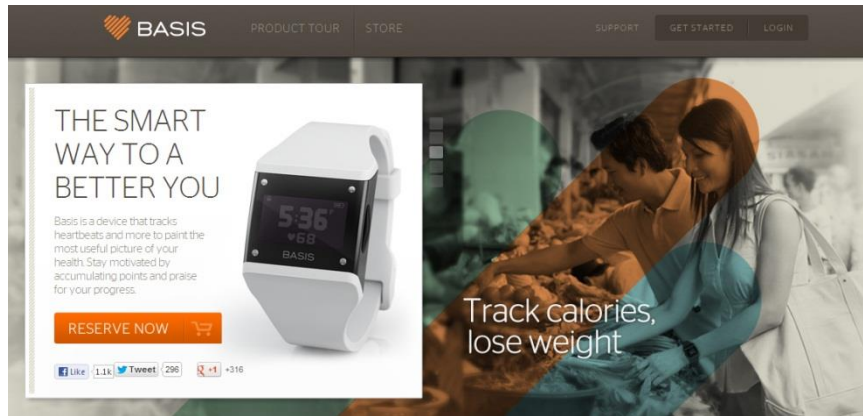 BASIS
PRODUCT TOUR
STORE
SUPPORT
GET STARTED
LOGIN
THE SMART
WAY TO A
BETTER YOU
Basis is a device that tracks
heartbeats and more to paint the
most useful picture of your
health. Stay motivated by
accumulating points and praise
for your progress.
RESERVE NOW
Like 1.1k Tweet 296 +1 +316
5:36
68
BASIS
Track calories,
lose weight